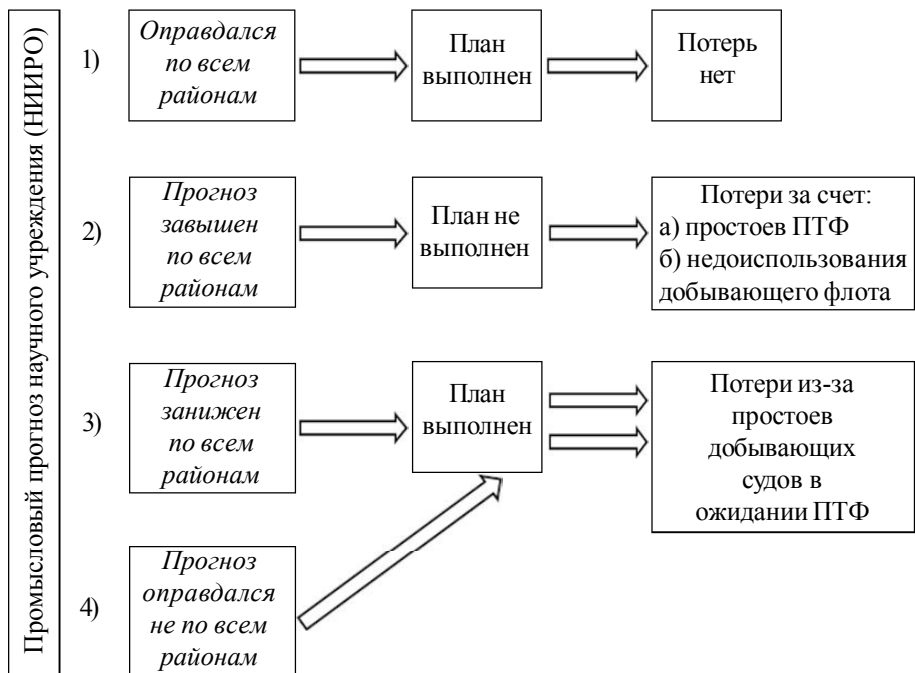 Промысловый прогноз научного учреждения (НИИРО)
1)
Оправдался
по всем
районам
План
выполнен
Потерь
нет
2)
Прогноз
завышен
по всем
районам
План не
выполнен
Потери за счет:
а) простоев ПТФ
б) недоиспользования
добывающего флота
3)
Прогноз
занижен
по всем
районам
План
выполнен
Потери из-за
простоев
добывающих
судов в
ожидании ПТФ
4)
Прогноз
оправдался
не по всем
районам